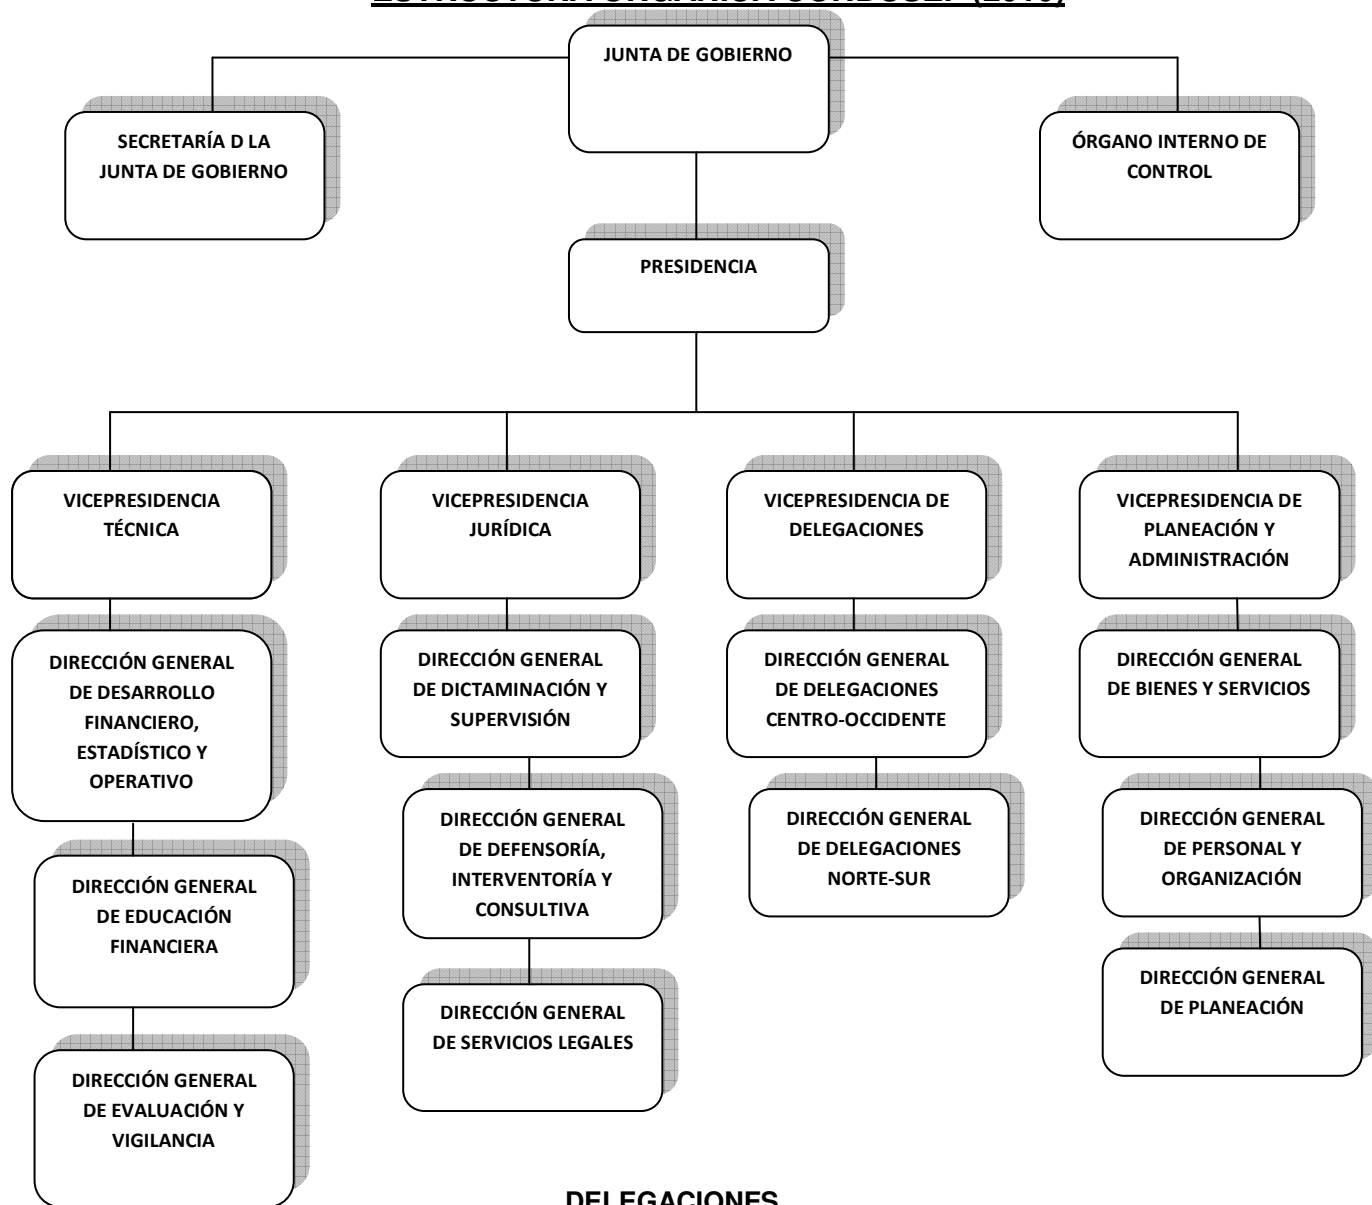 ESTRUCTURA ORGÁNICA CONDUSEF
JUNTA DE GOBIERNO
SECRETARÍA D LA
JUNTA DE GOBIERNO
ÓRGANO INTERNO DE
CONTROL
PRESIDENCIA
VICEPRESIDENCIA
TÉCNICA
VICEPRESIDENCIA
JURÍDICA
VICEPRESIDENCIA DE
DELEGACIONES
VICEPRESIDENCIA DE
PLANEACIÓN Y
ADMINISTRACIÓN
DIRECCIÓN GENERAL
DE DESARROLLO
FINANCIERO,
ESTADÍSTICO Y
OPERATIVO
DIRECCIÓN GENERAL
DE DICTAMINACIÓN Y
SUPERVISIÓN
DIRECCIÓN GENERAL
DE DELEGACIONES
CENTRO-OCCIDENTE
DIRECCIÓN GENERAL
DE BIENES Y SERVICIOS
DIRECCIÓN GENERAL
DE EDUCACIÓN
FINANCIERA
DIRECCIÓN GENERAL
DE DEFENSORÍA,
INTERVENTORÍA Y
CONSULTIVA
DIRECCIÓN GENERAL
DE DELEGACIONES
NORTE-SUR
DIRECCIÓN GENERAL
DE PERSONAL Y
ORGANIZACIÓN
DIRECCIÓN GENERAL
DE EVALUACIÓN Y
VIGILANCIA
DIRECCIÓN GENERAL
DE SERVICIOS LEGALES
DIRECCIÓN GENERAL
DE PLANEACIÓN
DELEGACIONES